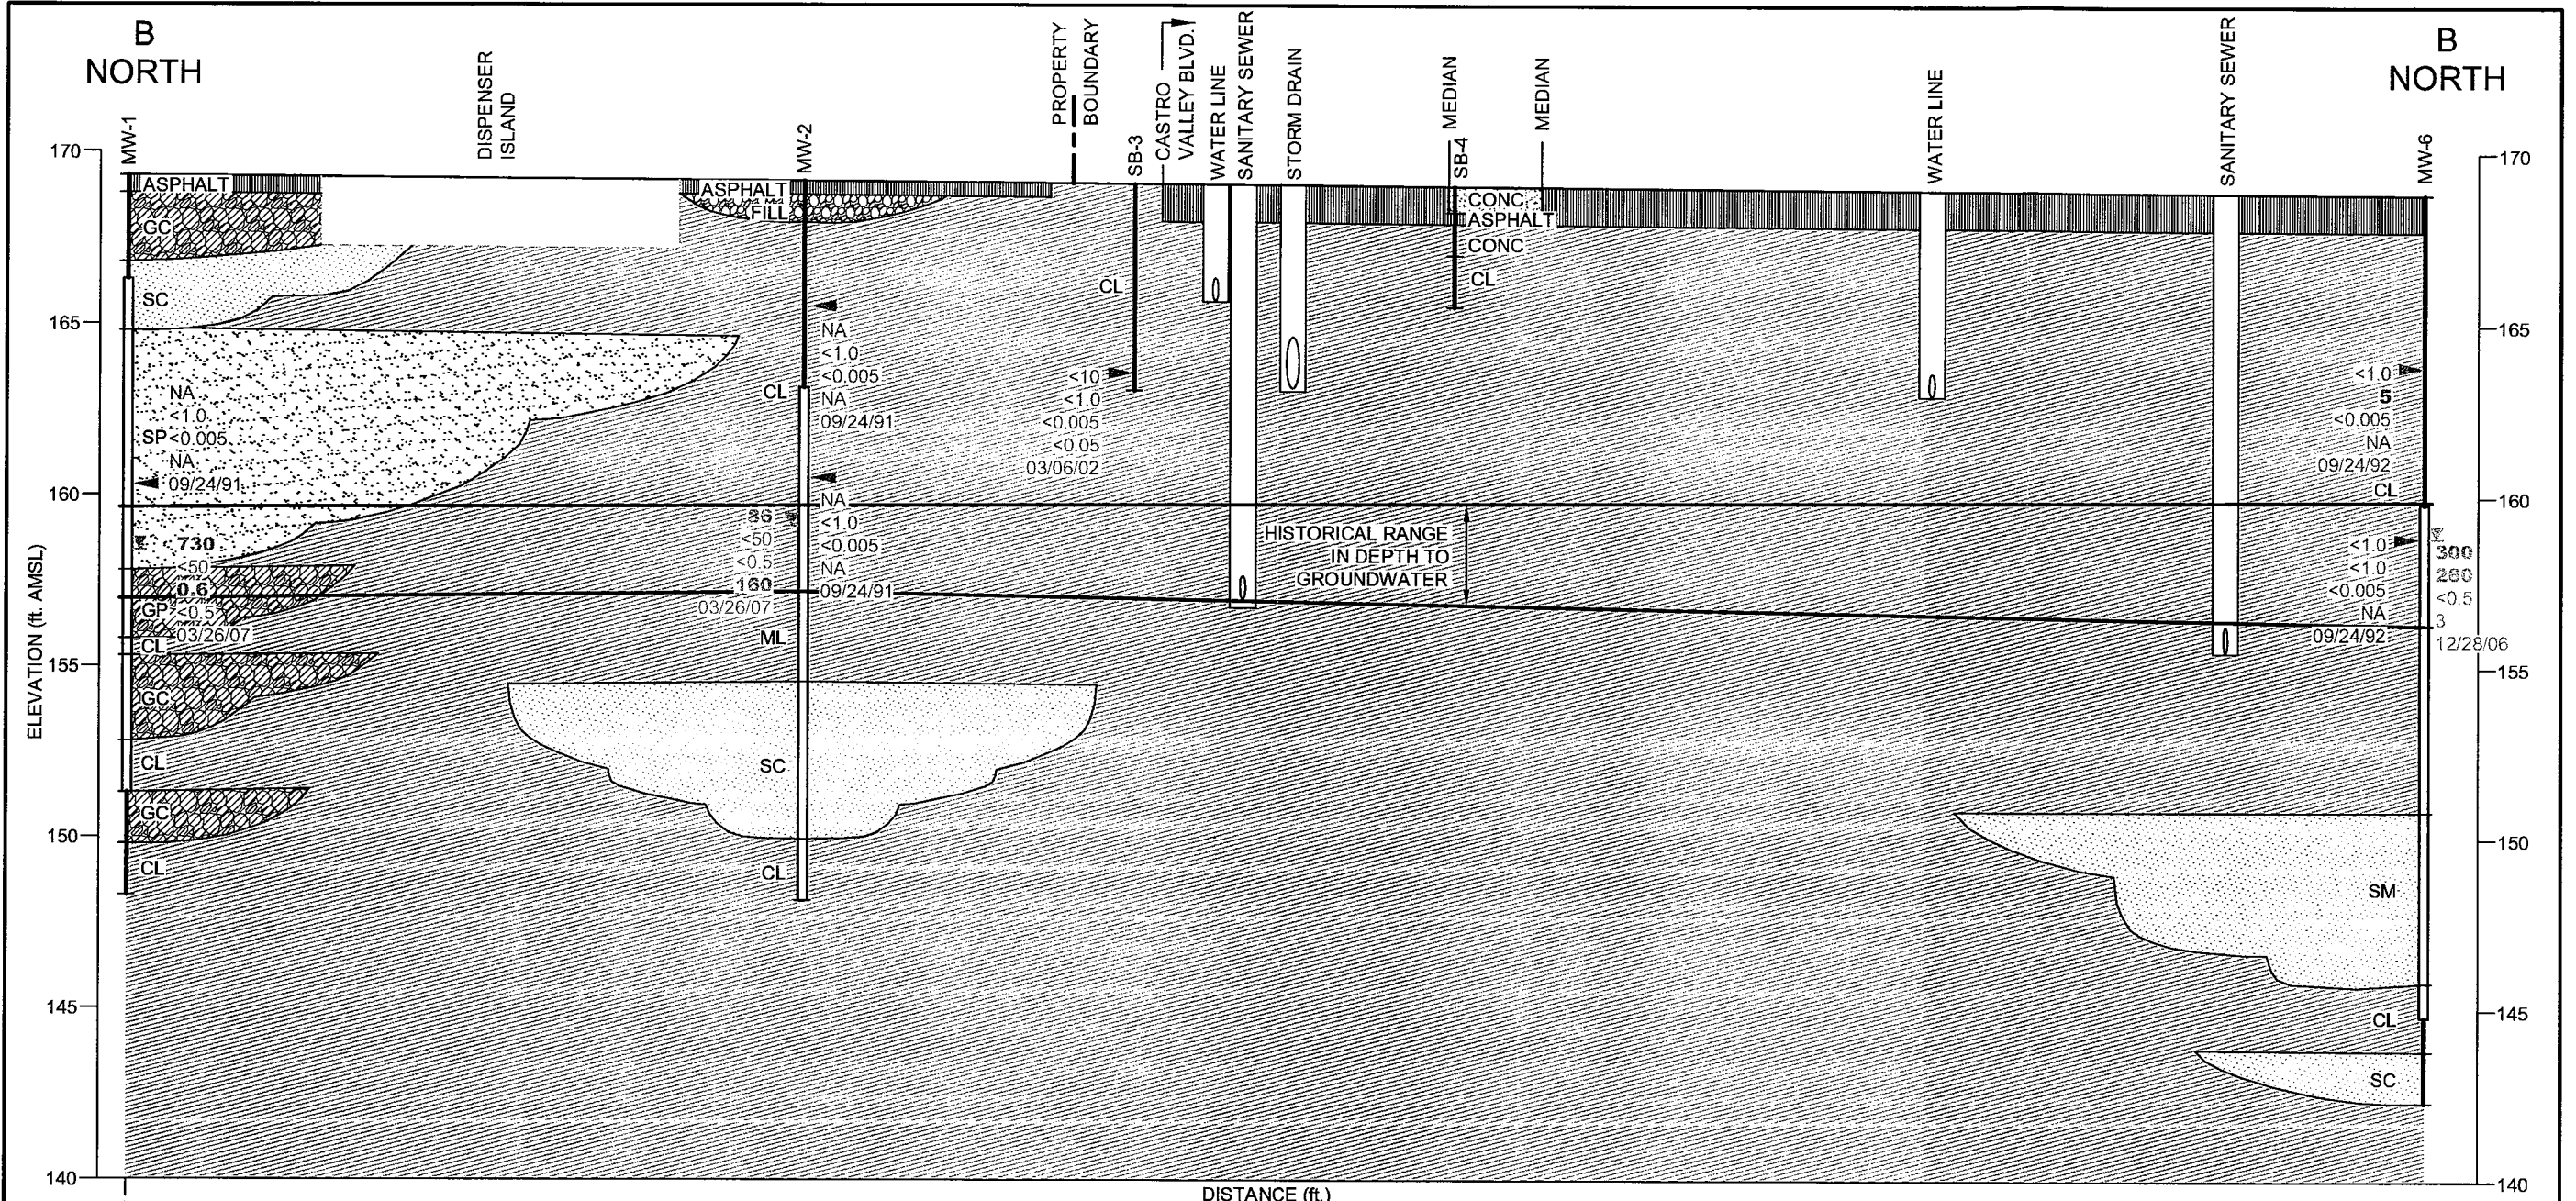 B
NORTH
B
NORTH
MW-1
DISPENSER
ISLAND
MW-2
PROPERTY
BOUNDARY
SB-3
CASTRO
VALLEY BLVD.
WATER LINE
SANITARY SEWER
STORM DRAIN
MEDIAN
SB-4
MEDIAN
WATER LINE
SANITARY SEWER
MW-6
170
165
160
155
150
145
140
ELEVATION (ft. AMSL)
ASPHALT
GC
SC
NA
<1.0
SP <0.005
NA
09/24/91
730
<50
0.6
GP <0.5
03/26/07
CL
GC
CL
GC
CL
ASPHALT
FILL
NA
<1.0
<0.005
NA
09/24/91
CL
NA
<1.0
<0.005
NA
09/24/91
86
<50
<0.5
160
03/26/07
ML
SC
CL
CL
<10
<1.0
<0.005
<0.05
03/06/02
CONC
ASPHALT
CONC
CL
HISTORICAL RANGE
IN DEPTH TO
GROUNDWATER
<1.0
5
<0.005
NA
09/24/92
CL
<1.0
<1.0
<0.005
NA
09/24/92
300
260
<0.5
3
12/28/06
SM
CL
SC
170
165
160
155
150
145
140
DISTANCE (ft.)